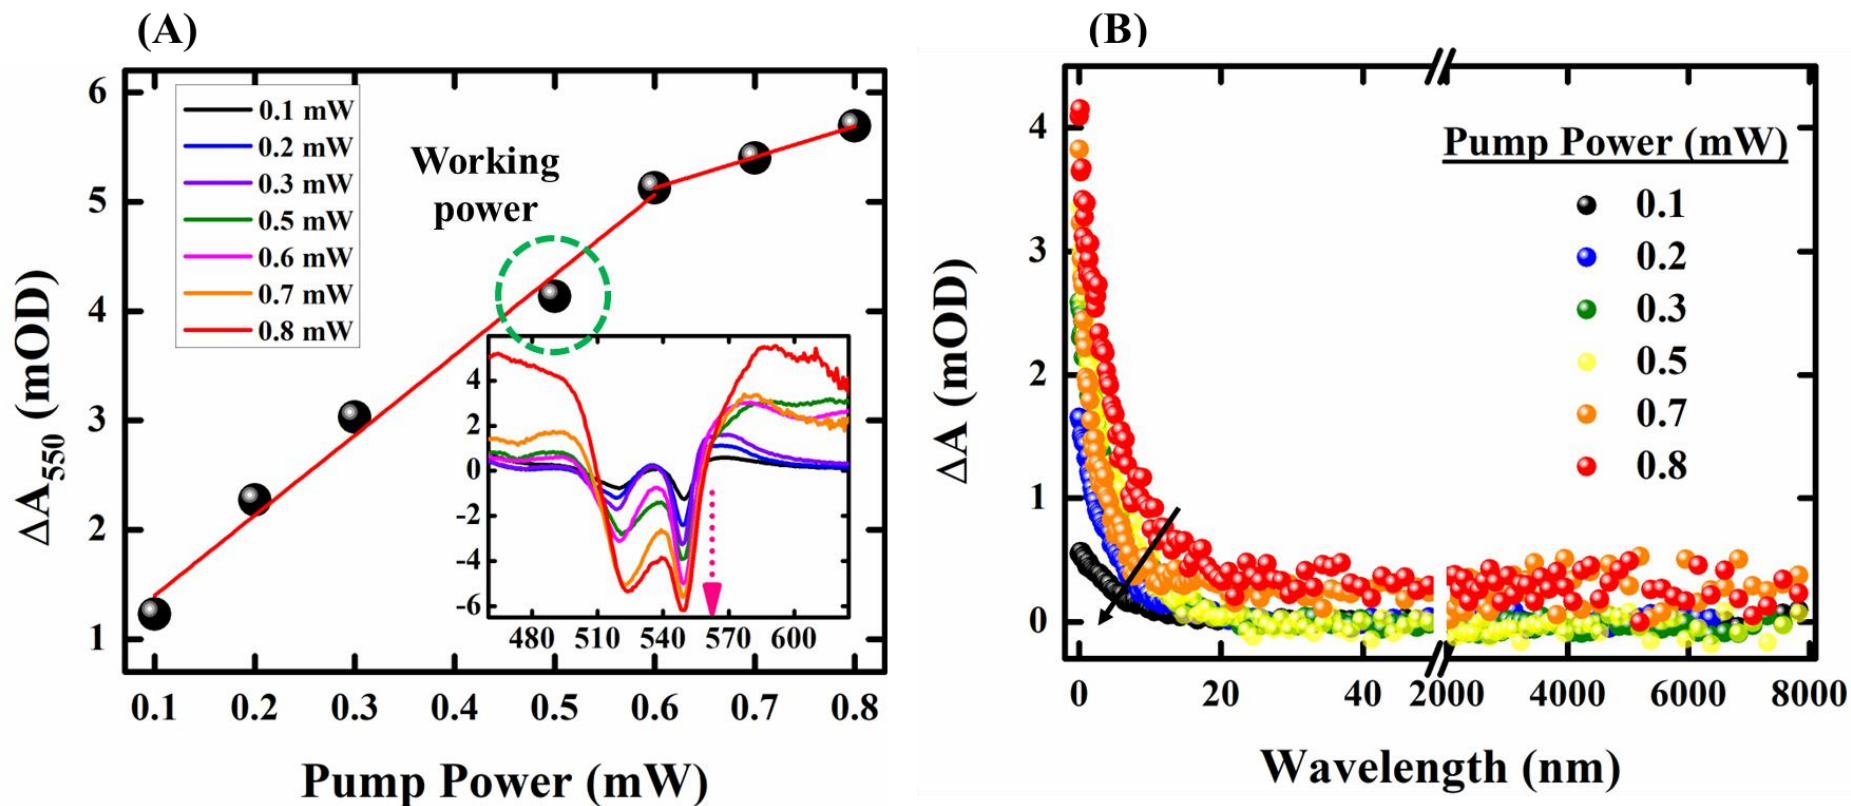 (A)
ΔA550 (mOD)
6
5
4
3
2
1
0.1 mW
0.2 mW
0.3 mW
0.5 mW
0.6 mW
0.7 mW
0.8 mW
Working
power
4
2
0
-2
-4
-6
480 510 540 570 600
0.1 0.2 0.3 0.4 0.5 0.6 0.7 0.8
Pump Power (mW)
(B)
ΔA (mOD)
4
3
2
1
0
Pump Power (mW)
0.1
0.2
0.3
0.5
0.7
0.8
0 20 40 2000 4000 6000 8000
Wavelength (nm)